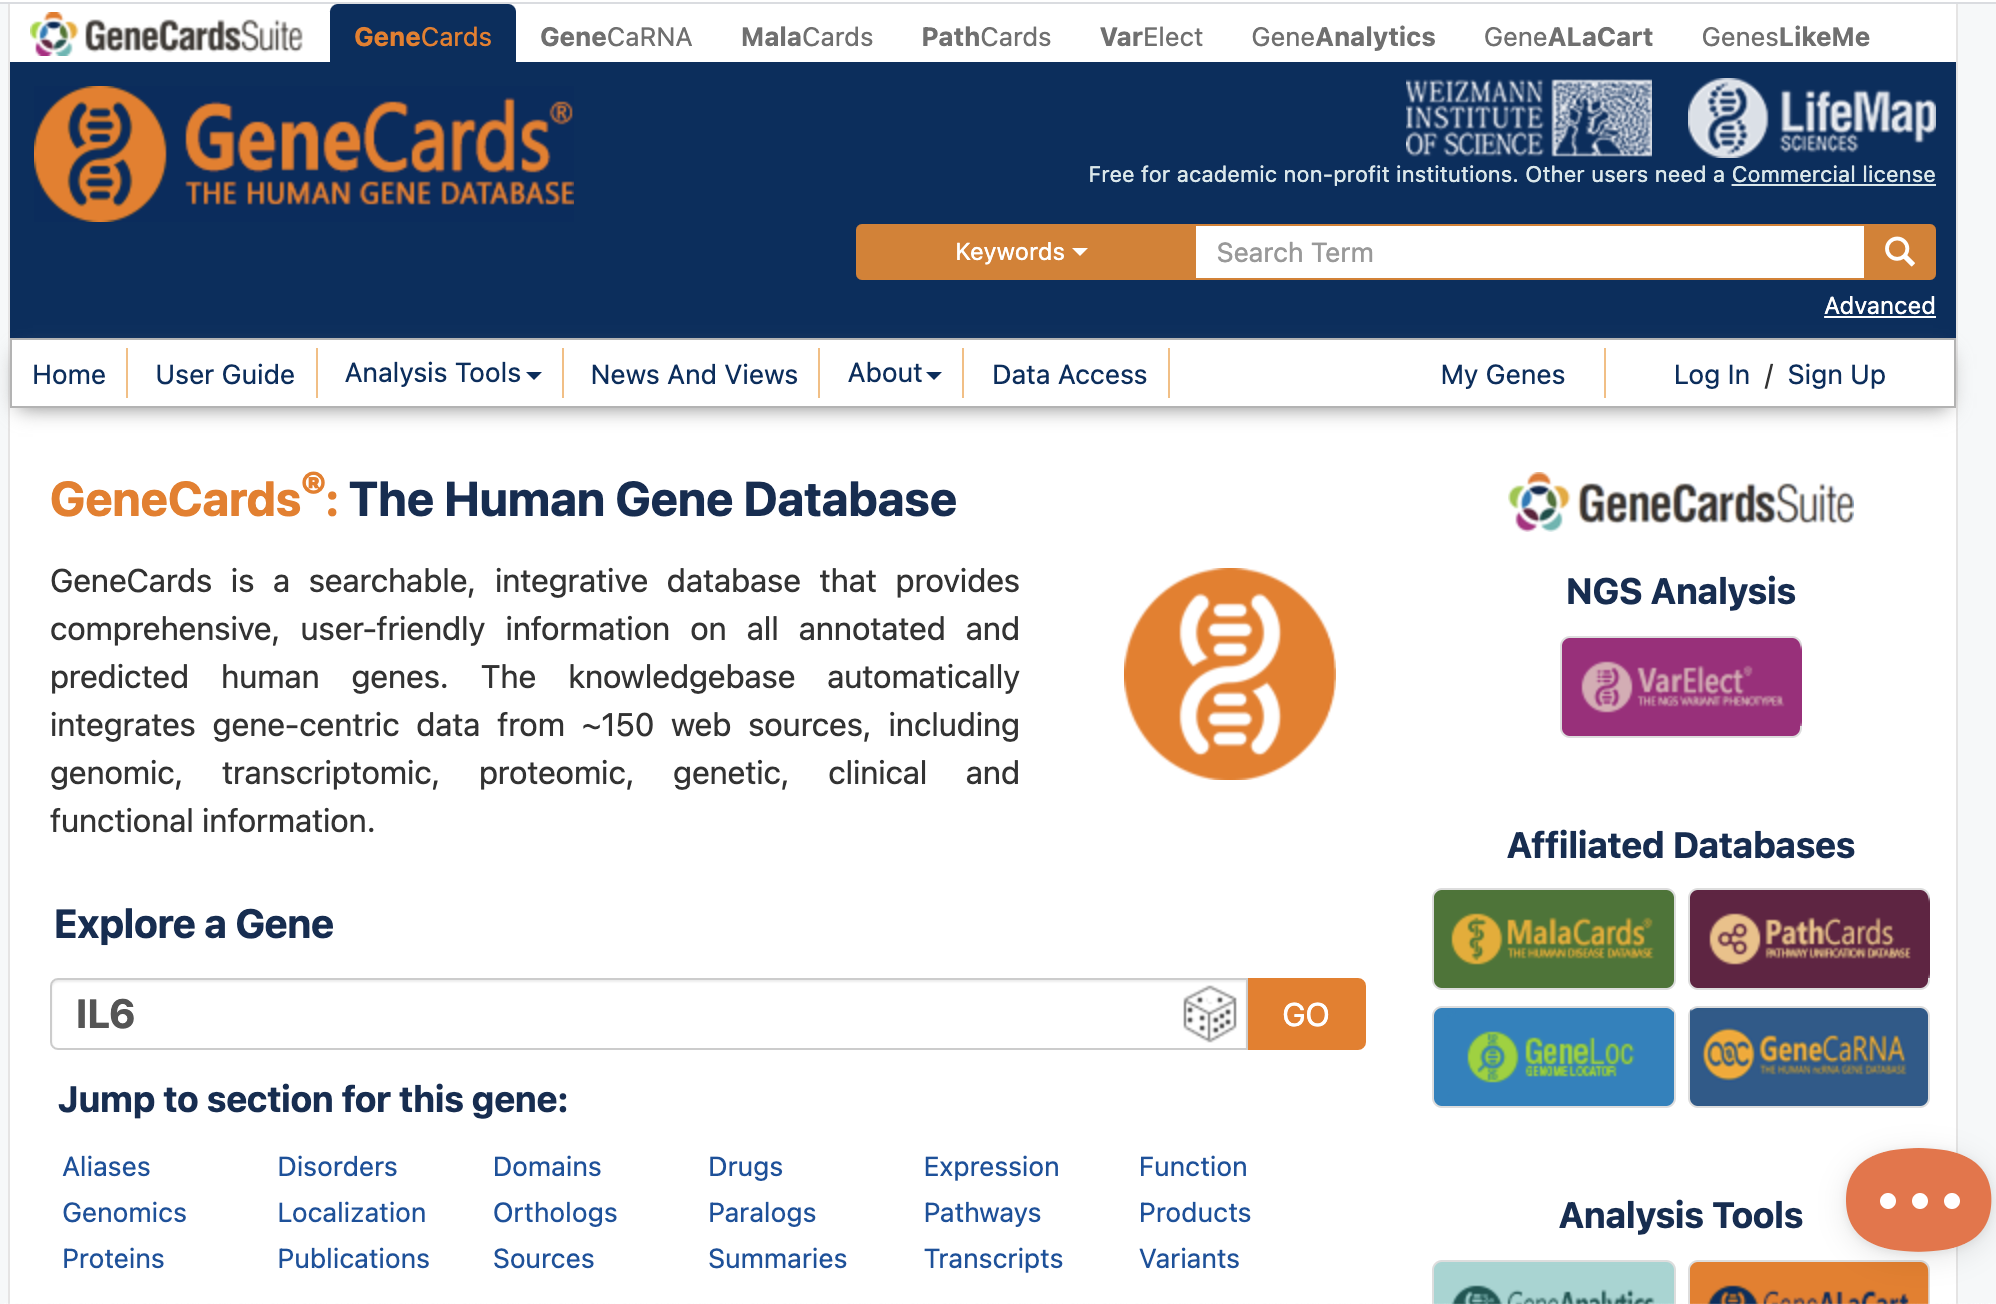 GeneCardsSuite
GeneCards GeneCaRNA MalaCards PathCards VarElect GeneAnalytics GeneALaCart GenesLikeMe
GeneCards®
THE HUMAN GENE DATABASE
WEIZMANN
INSTITUTE
OF SCIENCE
LifeMap
SCIENCES
Free for academic non-profit institutions. Other users need a Commercial license
Keywords
Search Term
Advanced
Home
User Guide
Analysis Tools
News And Views
About
Data Access
My Genes
Log In / Sign Up
GeneCards®: The Human Gene Database
GeneCards is a searchable, integrative database that provides
comprehensive, user-friendly information on all annotated and
predicted human genes. The knowledgebase automatically
integrates gene-centric data from ~150 web sources, including
genomic, transcriptomic, proteomic, genetic, clinical and
functional information.
Explore a Gene
IL6
GO
Jump to section for this gene:
Aliases Disorders Domains Drugs Expression Function
Genomics Localization Orthologs Paralogs Pathways Products
Proteins Publications Sources Summaries Transcripts Variants
GeneCardsSuite
NGS Analysis
VarElect®
THE NGS VARIANT PHENOTYPER
Affiliated Databases
MalaCards®
THE HUMAN DISEASE DATABASE
PathCards
PATHWAY UNIFICATION DATABASE
GeneLoc
GENOME LOCATOR
GeneCaRNA
THE HUMAN ncRNA GENE DATABASE
Analysis Tools
GeneAnalytics
GeneALaCart